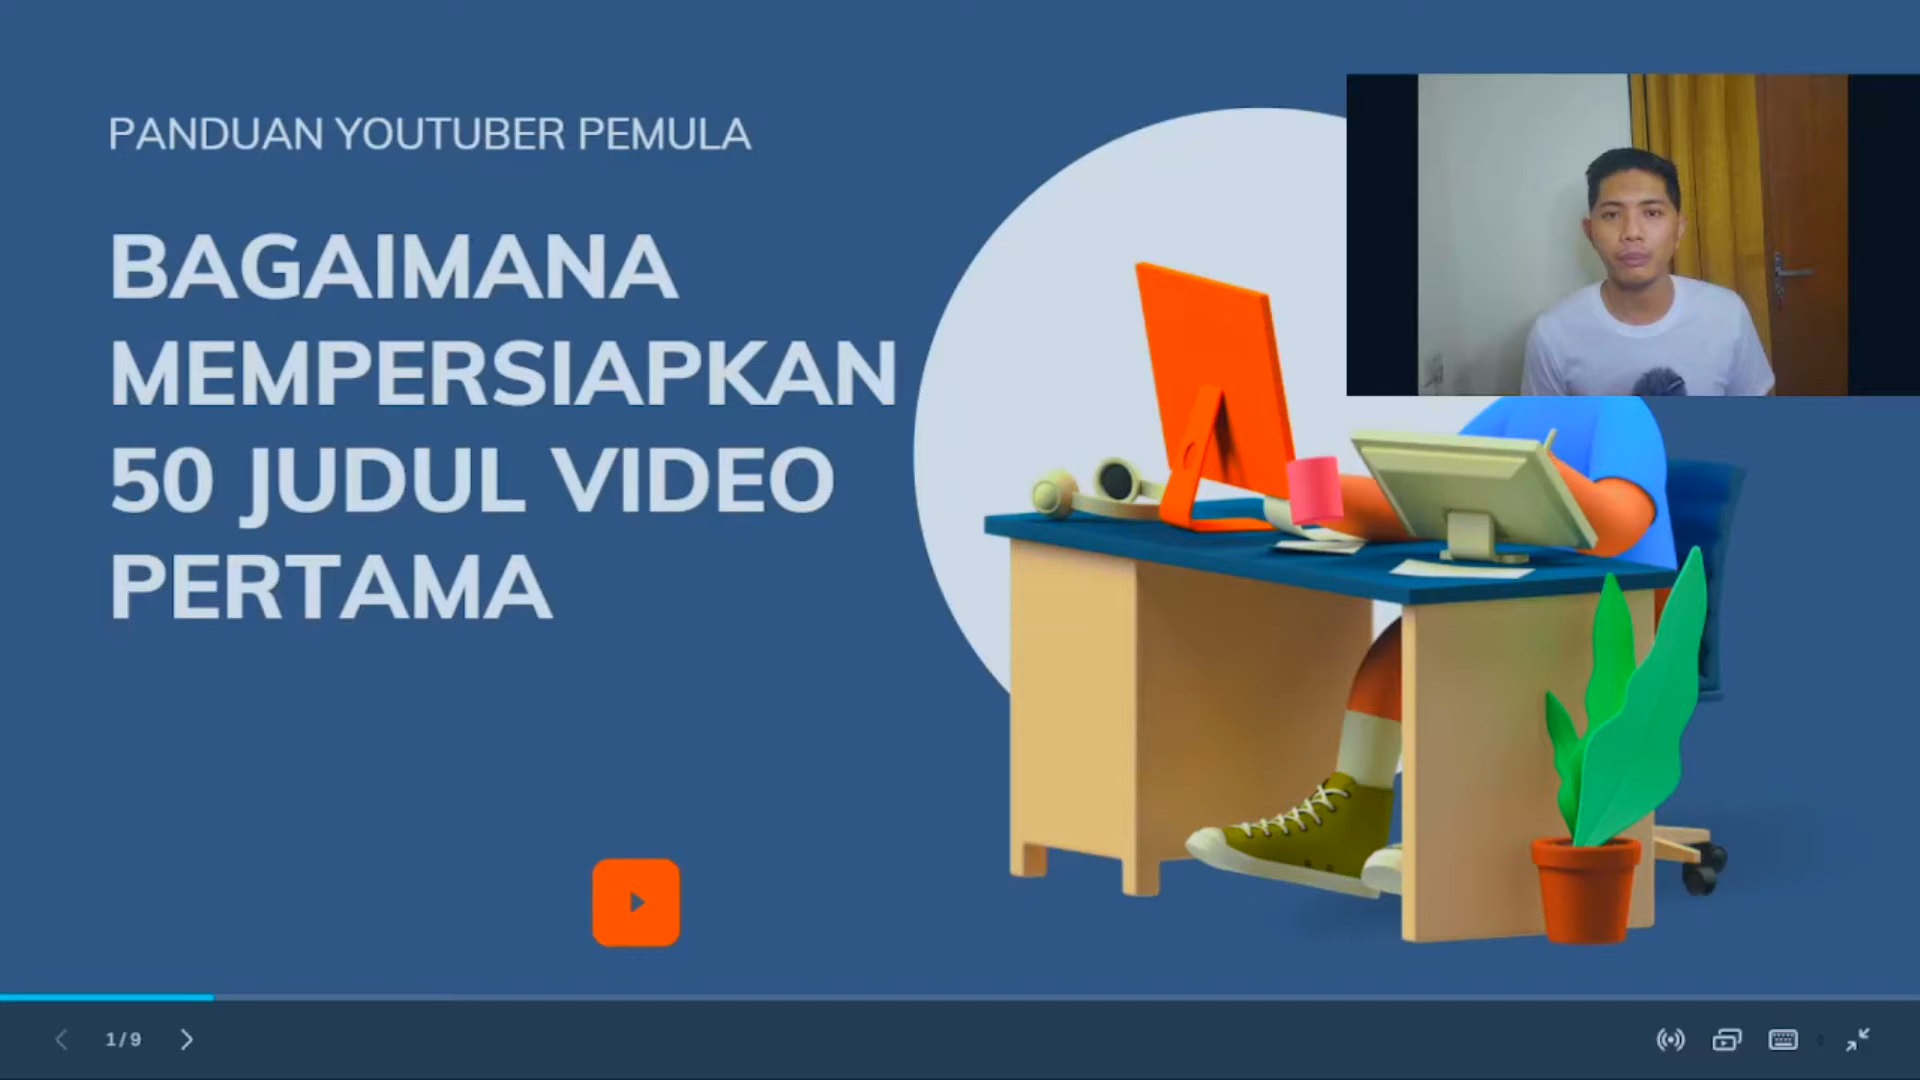 PANDUAN YOUTUBER PEMULA
BAGAIMANA
MEMPERSIAPKAN
50 JUDUL VIDEO
PERTAMA
1/9